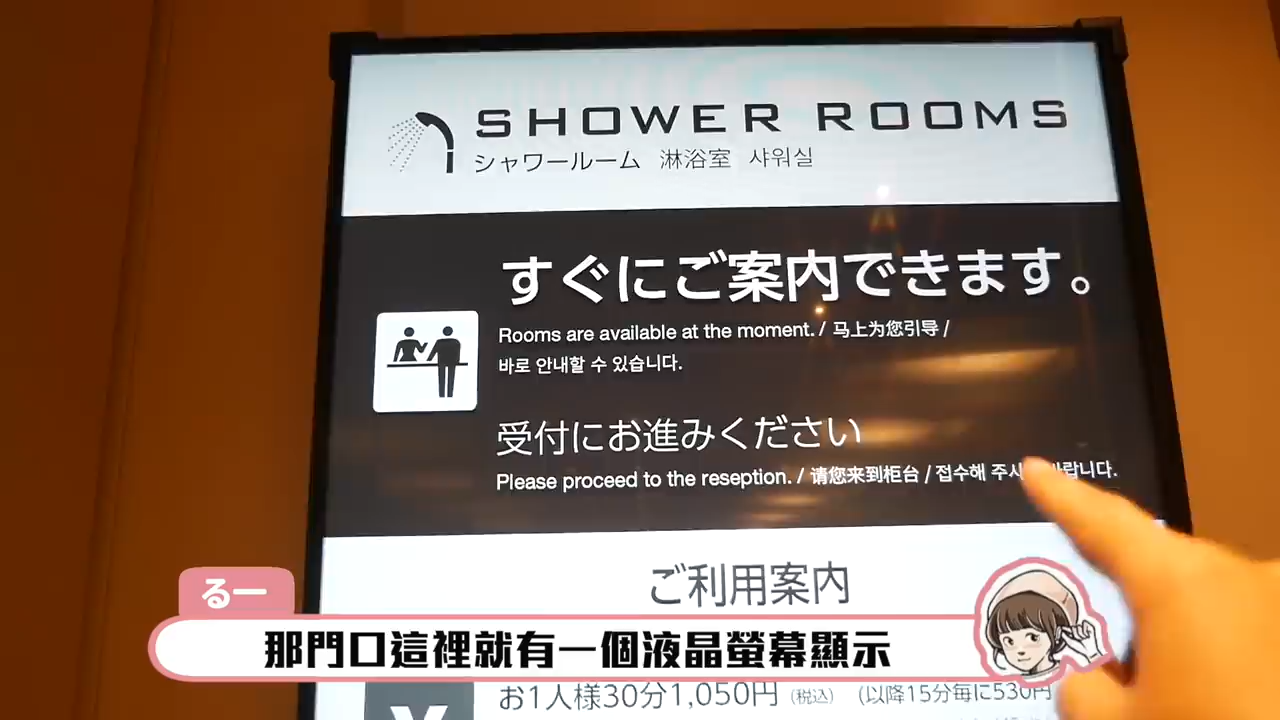 SHOWER ROOMS
シャワールーム 淋浴室 샤워실
すぐにご案内できます。
Rooms are available at the moment. / 马上为您引导 /
바로 안내할 수 있습니다.
受付にお進みください
Please proceed to the reseption. / 请您来到柜台 / 접수해 주시
ご利用案内
るー
那門口這裡就有一個液晶螢幕顯示
お1人様30分1,050円 (税込) (以降15分毎に530円